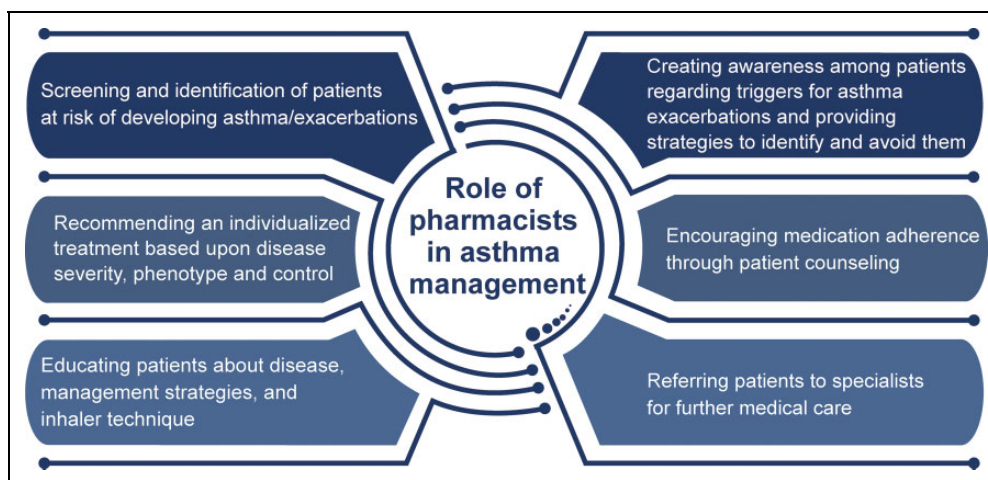 Screening and identification of patients
at risk of developing asthma/exacerbations
Recommending an individualized
treatment based upon disease
severity, phenotype and control
Educating patients about disease,
management strategies, and
inhaler technique
Role of
pharmacists
in asthma
management
Creating awareness among patients
regarding triggers for asthma
exacerbations and providing
strategies to identify and avoid them
Encouraging medication adherence
through patient counseling
Referring patients to specialists
for further medical care